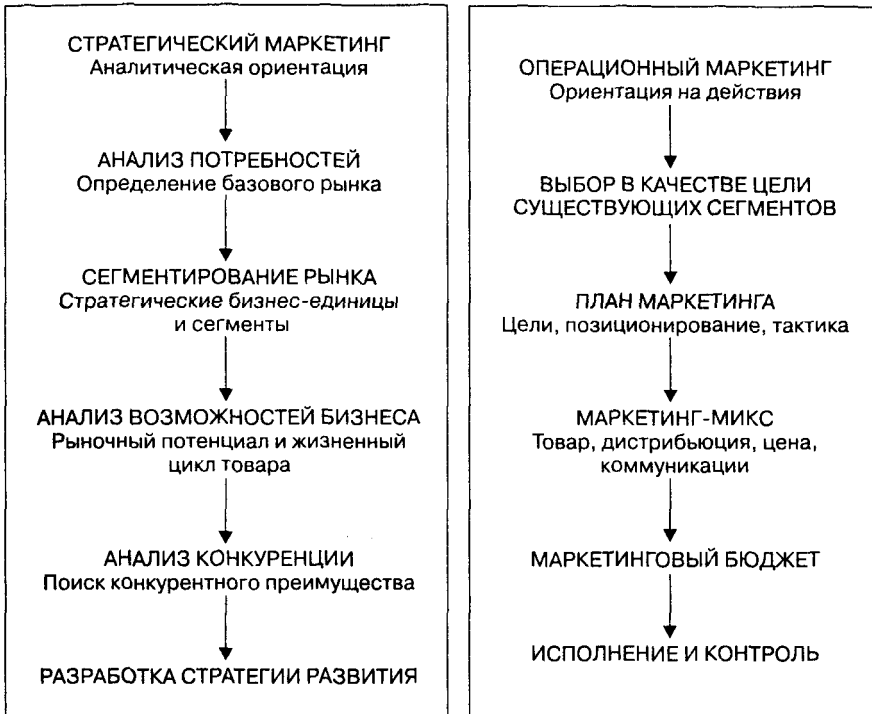 СТРАТЕГИЧЕСКИЙ МАРКЕТИНГ
Аналитическая ориентация
АНАЛИЗ ПОТРЕБНОСТЕЙ
Определение базового рынка
СЕГМЕНТИРОВАНИЕ РЫНКА
Стратегические бизнес-единицы
и сегменты
АНАЛИЗ ВОЗМОЖНОСТЕЙ БИЗНЕСА
Рыночный потенциал и жизненный
цикл товара
АНАЛИЗ КОНКУРЕНЦИИ
Поиск конкурентного преимущества
РАЗРАБОТКА СТРАТЕГИИ РАЗВИТИЯ
ОПЕРАЦИОННЫЙ МАРКЕТИНГ
Ориентация на действия
ВЫБОР В КАЧЕСТВЕ ЦЕЛИ
СУЩЕСТВУЮЩИХ СЕГМЕНТОВ
ПЛАН МАРКЕТИНГА
Цели, позиционирование, тактика
МАРКЕТИНГ-МИКС
Товар, дистрибьюция, цена,
коммуникации
МАРКЕТИНГОВЫЙ БЮДЖЕТ
ИСПОЛНЕНИЕ И КОНТРОЛЬ